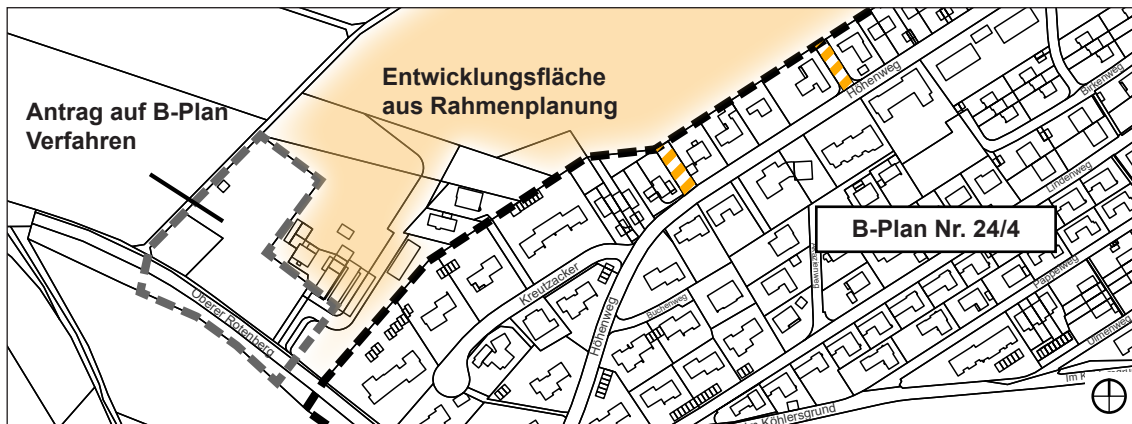 Entwicklungsfläche
aus Rahmenplanung
Antrag auf B-Plan
Verfahren
B-Plan Nr. 24/4
Höhenweg
Birkenweg
Lindenweg
Pappelweg
Ulmenweg
Kreutzacker
Buchenweg
Höhenweg
Oberer Rotenberg
Köhlersgrund